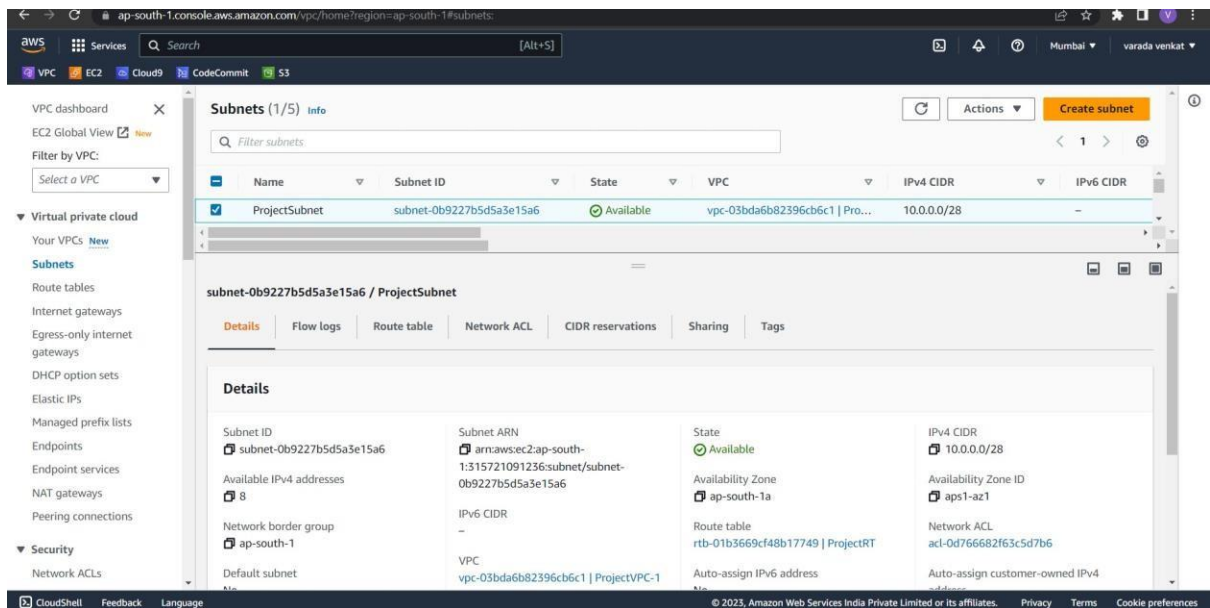 ap-south-1.console.aws.amazon.com/vpc/home?region=ap-south-1#subnets:
V
aws Services Search [Alt+S] Mumbai ▼ varada venkat ▼
VPC EC2 Cloud9 CodeCommit S3
VPC dashboard
EC2 Global View New
Filter by VPC:
Select a VPC
Virtual private cloud
Your VPCs New
Subnets
Route tables
Internet gateways
Egress-only internet
gateways
DHCP option sets
Elastic IPs
Managed prefix lists
Endpoints
Endpoint services
NAT gateways
Peering connections
Security
Network ACLs
Subnets (1/5) Info
Actions ▼ Create subnet
Filter subnets
1
Name Subnet ID State VPC IPv4 CIDR IPv6 CIDR
ProjectSubnet subnet-0b9227b5d5a3e15a6 Available vpc-03bda6b82396cb6c1 | Pro... 10.0.0.0/28 –
subnet-0b9227b5d5a3e15a6 / ProjectSubnet
Details Flow logs Route table Network ACL CIDR reservations Sharing Tags
Details
Subnet ID
subnet-0b9227b5d5a3e15a6
Available IPv4 addresses
8
Network border group
ap-south-1
Default subnet
No
Subnet ARN
arn:aws:ec2:ap-south-
1:315721091236:subnet/subnet-
0b9227b5d5a3e15a6
IPv6 CIDR
–
VPC
vpc-03bda6b82396cb6c1 | ProjectVPC-1
State
Available
Availability Zone
ap-south-1a
Route table
rtb-01b3669cf48b17749 | ProjectRT
Auto-assign IPv6 address
No
IPv4 CIDR
10.0.0.0/28
Availability Zone ID
aps1-az1
Network ACL
acl-0d766682f63c5d7b6
Auto-assign customer-owned IPv4
address
CloudShell Feedback Language © 2023, Amazon Web Services India Private Limited or its affiliates. Privacy Terms Cookie preferences